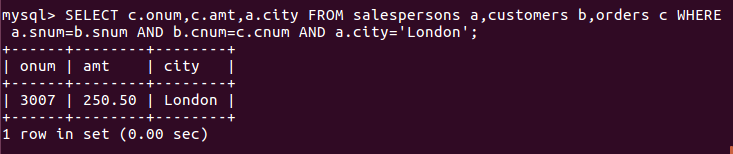 mysql> SELECT c.onum,c.amt,a.city FROM salespersons a,customers b,orders c WHERE
 a.snum=b.snum AND b.cnum=c.cnum AND a.city='London';
+------+--------+--------+
| onum | amt    | city   |
+------+--------+--------+
| 3007 | 250.50 | London |
+------+--------+--------+
1 row in set (0.00 sec)